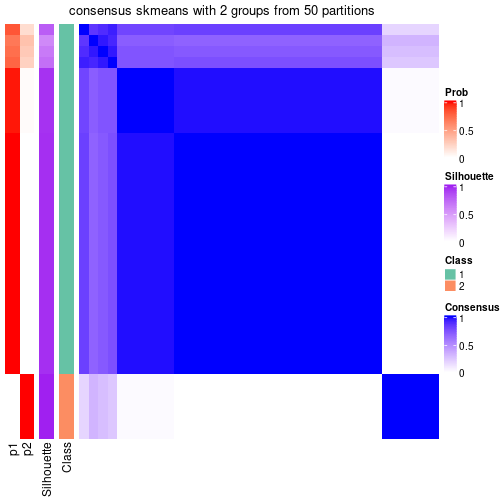 consensus skmeans with 2 groups from 50 partitions
Prob
1
0.5
0
Silhouette
1
0.5
0
Class
1
2
Consensus
1
0.5
0
p1
p2
Silhouette
Class